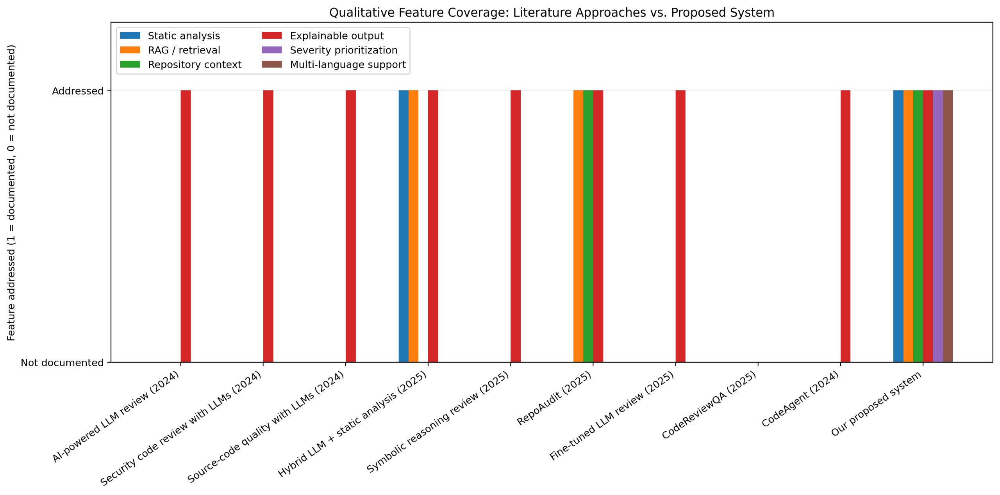 Qualitative Feature Coverage: Literature Approaches vs. Proposed System
Static analysis
RAG / retrieval
Repository context
Explainable output
Severity prioritization
Multi-language support
Feature addressed (1 = documented, 0 = not documented)
Addressed
Not documented
AI-powered LLM review (2024)
Security code review with LLMs (2024)
Source-code quality with LLMs (2024)
Hybrid LLM + static analysis (2025)
Symbolic reasoning review (2025)
RepoAudit (2025)
Fine-tuned LLM review (2025)
CodeReviewQA (2025)
CodeAgent (2024)
Our proposed system